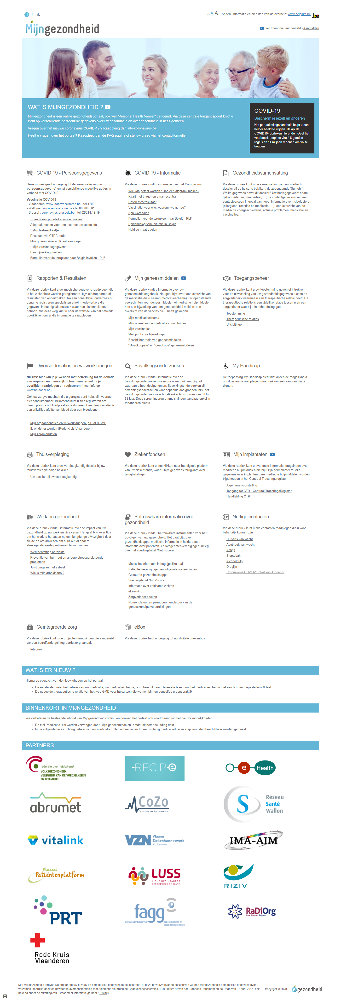 nl fr de
A A A Andere informatie en diensten van de overheid: www.belgium.be .be
Mijngezondheid
U bent niet aangemeld - Aanmelden
WAT IS MIJNGEZONDHEID ?
Mijngezondheid is een online gezondheidsportaal, ook wel "Personal Health Viewer" genoemd. Via deze centrale toegangspoort krijgt u
zicht op verschillende persoonlijke gegevens over uw gezondheid en over gezondheid in het algemeen.
Vragen over het nieuwe coronavirus COVID-19 ? Raadpleeg dan info-coronavirus.be.
Heeft u vragen over het portaal? Raadpleeg dan de FAQ-pagina of stel uw vraag via het contactformulier.
COVID-19
Bescherm je jezelf en anderen
Het portaal mijngezondheid helpt u een
helder beeld te krijgen. Bekijk de
COVID19-rubrieken hieronder. Geef het
voorbeeld, stop het virus! 6 gouden
regels en 11 miljoen redenen om vol te
houden
COVID 19 - Persoonsgegevens
Deze rubriek geeft u toegang tot de visualisatie van uw
persoonsgegevens* en tot verschillende mogelijke acties in
verband met COVID19
Vaccinatie COVID19
- Vlaanderen: www.laatjevaccineren.be - tel 1700
- Wallonië : www.jemevaccine.be - tel 0800/45.019
- Brussel : coronavirus.brussels.be - tel 02/214.19.19
* Ben ik een prioriteit voor vaccinatie?
Afspraak maken voor een test met activatiecode
* Mijn testresultaat(en)
Resultaat via CTPC-code
Mijn quarantainecertificaat aanvragen
* Mijn vaccinatiegegevens
Een bijwerking melden
Formulier voor de terugkeer naar België invullen - PLF
COVID 19 - Informatie
Via deze rubriek vindt u informatie over het Coronavirus.
Wie kan getest worden? Hoe een afspraak maken?
Kaart met triage- en afnamecentra
Positief testresultaat
Vaccinatie: voor wie, waarom, waar, hoe?
App Coronalert
Formulier voor de terugkeer naar België - PLF
Epidemiologische situatie in België
Huidige maatregelen
Gezondheidssamenvatting
Via deze rubriek kunt u de samenvatting van uw medisch
dossier bij de huisarts bekijken, de zogenaamde 'Sumehr'.
Welke gegevens bevat dit dossier? Uw basisgegevens: naam,
geboortedatum, moedertaal, …; de contactgegevens van een
contactpersoon in geval van nood; informatie over risicofactoren
(allergieën, reacties op medicatie, …); een overzicht van de
medische voorgeschiedenis, actuele problemen, medicatie en
vaccinaties.
Rapporten & Resultaten
Via deze rubriek kunt u uw medische gegevens raadplegen die
in het ziekenhuis worden geregistreerd, bijv. eindrapporten of
resultaten van onderzoeken. Na een consultatie, onderzoek of
opname registreren specialisten en/of -medewerkers die
gegevens in het digitale netwerk waar hun ziekenhuis toe
behoort. Via deze weg kunt u naar de website van dat netwerk
doorklikken om er die informatie te raadplegen.
Mijn geneesmiddelen
Via deze rubriek vindt u informatie over uw
geneesmiddelengebruik. Het gaat bijv. over: een overzicht van
de medicatie die u neemt (medicatieschema); uw openstaande
voorschriften voor geneesmiddelen of medische hulpmiddelen;
hoe een bijwerking van een geneesmiddel melden; een
overzicht van de vaccins die u heeft gekregen.
Mijn medicatieschema
Mijn openstaande medicatie voorschriften
Mijn vaccinaties
Meldpunt voor bijwerkingen
Beschikbaarheid van geneesmiddelen
"Goedkoopste" en "goedkope" geneesmiddelen
Toegangsbeheer
Via deze rubriek kunt u uw toestemming geven of intrekken
voor de uitwisseling van uw gezondheidsgegevens tussen de
zorgverleners waarmee u een therapeutische relatie heeft. De
therapeutische relatie is een tijdelijke relatie tussen u en een
zorgverlener waarbij u in behandeling gaat.
Toestemming
Therapeutische relaties
Uitsluitingen
Diverse donaties en wilsverklaringen
NIEUW: hier kan je je wensen met betrekking tot de donatie
van organen en menselijk lichaamsmateriaal na je
overlijden raadplegen en registreren (meer info op
www.beldonor.be)
Ook uw zorgvolmachten die u geregistreerd hebt, zijn voortaan
hier consulteerbaar. Bijkomend kunt u zich registreren om
bloed, plasma of bloedplaatjes te doneren. Een bloeddonatie is
een vrijwillige afgifte van bloed door een bloeddonor.
Mijn orgaandonaties en wilsverklaringen (eID of ITSME)
Ik wil donor worden (Rode Kruis-Vlaanderen)
Mijn zorgmandaten
Bevolkingsonderzoeken
Via deze rubriek vindt u informatie over de
bevolkingsonderzoeken waarvoor u werd uitgenodigd of
waaraan u hebt deelgenomen. Bevolkingsonderzoeken zijn
screeningsonderzoeken voor bepaalde doelgroepen, bijv. het
bevolkingsonderzoek naar borstkanker bij vrouwen van 50 tot
69 jaar. Deze screeningprogramma's vinden vandaag enkel in
Vlaanderen plaats.
My Handicap
De toepassing My Handicap biedt niet alleen de mogelijkheid
om dossiers te raadplegen maar ook om een aanvraag in te
dienen.
Thuisverpleging
Via deze rubriek kunt u uw verpleegkundig dossier bij uw
thuisverpleegkundige bekijken.
Uw dossier bij uw verpleegkundige
Ziekenfondsen
Via deze rubriek kunt u doorklikken naar het digitale platform
van uw ziekenfonds, waar u bijv. gegevens terugvindt over
terugbetalingen.
Mijn implantaten
Via deze rubriek kunt u eventuele informatie terugvinden over
medische hulpmiddelen die bij u zijn geïmplanteerd. Alle
gegevens over implanteerbare medische hulpmiddelen worden
bijgehouden in het Centraal Traceringsregister.
Algemene voorstelling
Toegang tot CTR - Centraal TraceringsRegister
Handleiding CTR
Werk en gezondheid
Via deze rubriek vindt u informatie over de impact van uw
gezondheid op uw werk en vice versa. Het gaat bijv. over tips
om het werk te hervatten na een langdurige afwezigheid door
ziekte en om adviezen om burn-out of andere
stressgerelateerde problemen te voorkomen.
Werkhervatting na ziekte
Preventie van burn-out en andere stressgerelateerde
problemen
Juist omgaan met asbest
Wie is mijn arbeidsarts ?
Betrouwbare informatie over
gezondheid
Via deze rubriek vindt u betrouwbare instrumenten voor het
opvolgen van uw gezondheid. Het gaat bijv. over
gezondheidsapps, medische informatie in heldere taal,
informatie over patiënten- en lotgenotenverenigingen, uitleg
over het voedingslabel "Nutri-Score ...
Medische informatie in begrijpelijke taal
Patiëntenverenigingen en lotgenotenverenigingen
Gekeurde gezondheidsapps
Voedingslabel Nutri-Score
Informatie over zeldzame ziekten
eLearning
Zorgverlener zoeken
Nomenclatuur en pseudonomenclatuur van de
geneeskundige verstrekkingen
Nuttige contacten
Via deze rubriek kunt u alle contacten raadplegen die u voor u
belangrijk kunnen zijn
Huisarts van wacht
Apotheek van wacht
Antigif
Stoptabak
Alcoholhulp
Druglijn
Coronavirus COVID-19 Wat kan ik doen ?
Geïntegreerde zorg
Via deze rubriek kunt u de projecten terugvinden die aangereikt
worden betreffende geintegreerde zorg aanpak
Integreo
eBox
Via deze rubriek hebt u toegang tot uw digitale brievenbus...
WAT IS ER NIEUW ?
Hierna de overzicht van de nieuwigheden op het portaal:
• De eerste stap naar het beheer van uw medicatie, uw medicatieschema, is nu beschikbaar. De eerste fase toont het medicatieschema met een licht aangepaste look & feel.
• De gedeelde therapeutische relatie van het type GMD voor huisartsen die werken binnen eenzelfde groepspraktijk.
BINNENKORT IN MIJNGEZONDHEID
We verbeteren de bestaande inhoud van Mijngezondheid continu en bouwen het portaal ook voortdurend uit met nieuwe mogelijkheden.
• De titel "Medicatie" zal worden vervangen door "Mijn geneesmiddelen" omdat dit beter de lading dekt.
• In de volgende fases richting beheer van uw medicatie zullen uitbreidingen tot een volledig medicatiedossier stap voor stap beschikbaar worden gemaakt.
PARTNERS
federale overheidsdienst
VOLKSGEZONDHEID,
VEILIGHEID VAN DE VOEDSELKETEN
EN LEEFMILIEU
RECIP-e
e Health
abrumet
CoZo
COLLABORATIEF ZORGPLATFORM
S Réseau
Santé
Wallon
vitalink
VZN Vlaams
Ziekenhuisnetwerk
KU Leuven
IMA-AIM
Vlaams
Patiëntenplatform
LUSS
LIGUE DES USAGERS
DES SERVICES DE SANTÉ
RIZIV
PRT
fagg
federaal agentschap voor geneesmiddelen en
gezondheidsproducten
RaDiOrg
Rare Diseases Belgium
Rode Kruis
Vlaanderen
Met Mijngezondheid streven we ernaar om uw privacy en persoonlijke gegevens te beschermen. In deze privacyverklaring beschrijven we hoe Mijngezondheid persoonlijke gegevens over u
verzamelt, gebruikt, deelt en bewaart in overeenstemming met Algemene Verordening Gegevensbescherming (EU) 2016/679 van het Europees Parlement en de Raad van 27 april 2016, ook
bekend onder de afkorting AVG. Voor meer informatie ga naar : Privacy.
Copyright © 2020
e gezondheid
C